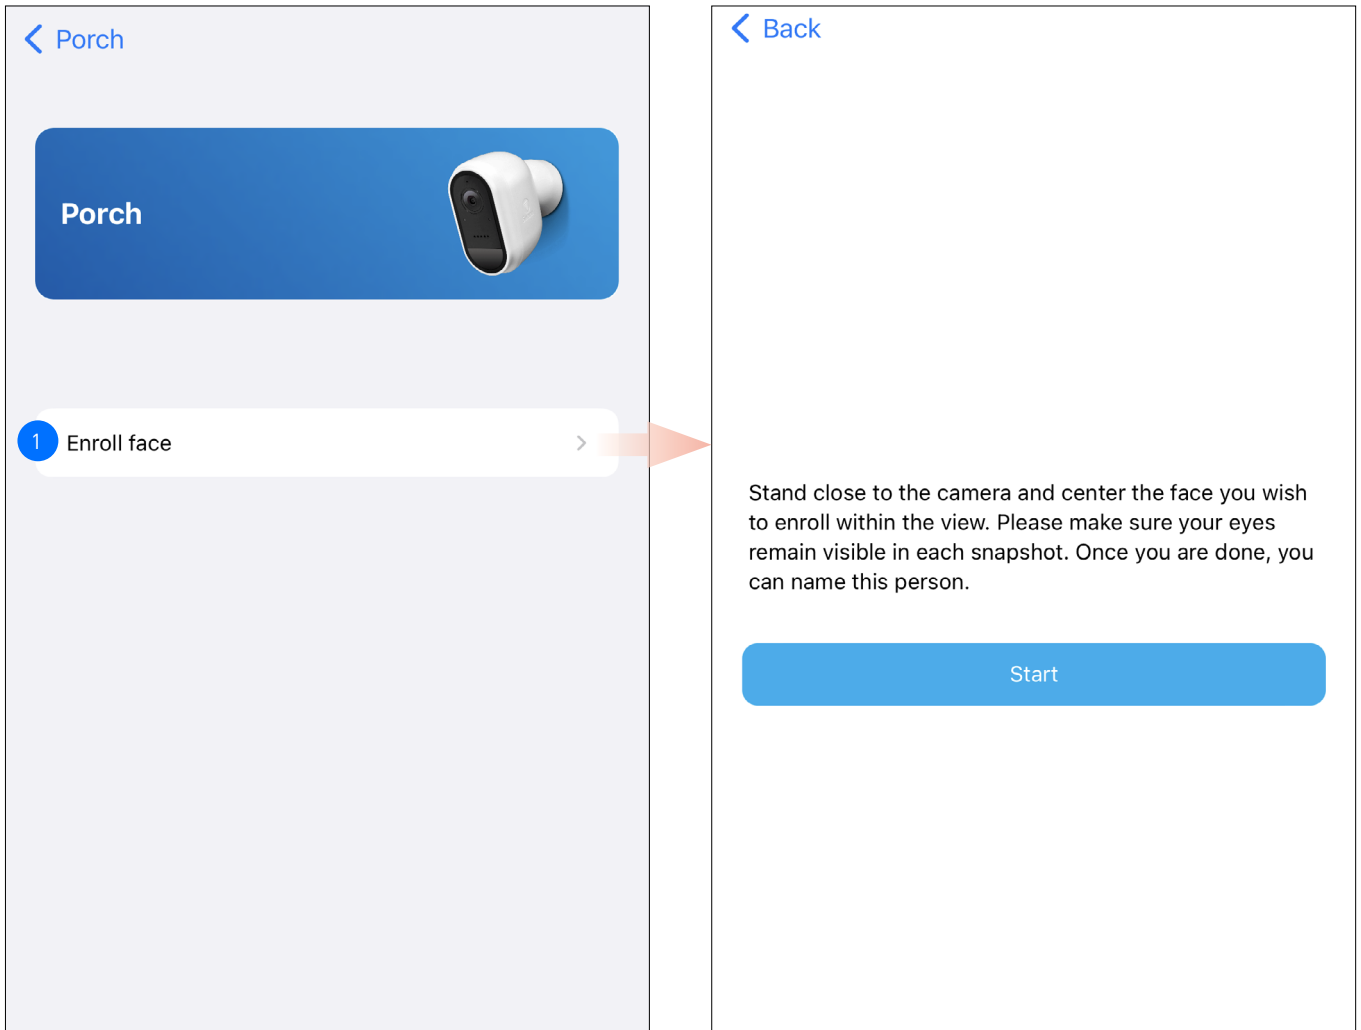 Porch
Porch
1
Enroll face
Back
Stand close to the camera and center the face you wish
to enroll within the view. Please make sure your eyes
remain visible in each snapshot. Once you are done, you
can name this person.
Start